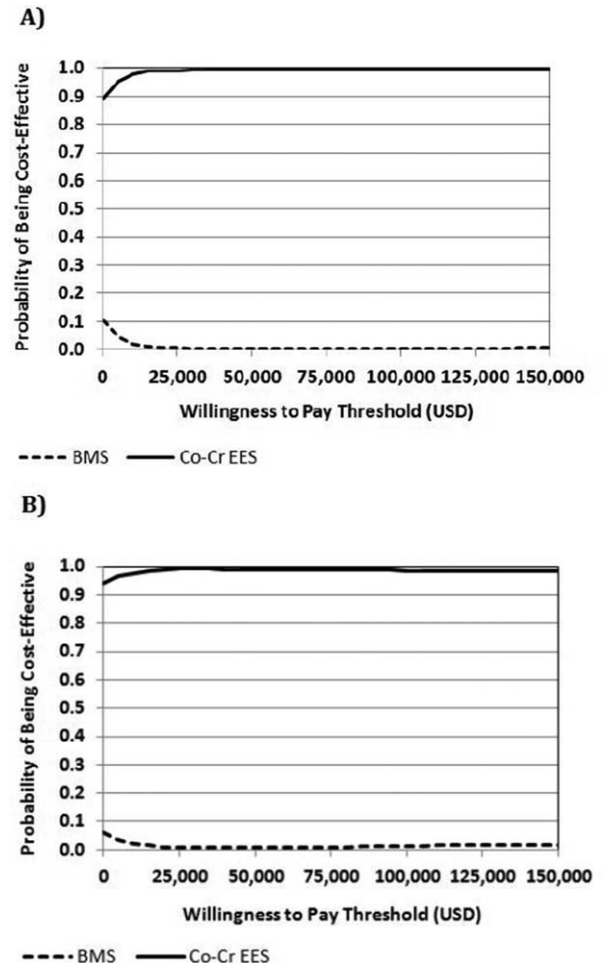 A)
Probability of Being Cost-Effective
1.0
0.9
0.8
0.7
0.6
0.5
0.4
0.3
0.2
0.1
0.0
0 25,000 50,000 75,000 100,000 125,000 150,000
Willingness to Pay Threshold (USD)
BMS Co-Cr EES
B)
Probability of Being Cost-Effective
1.0
0.9
0.8
0.7
0.6
0.5
0.4
0.3
0.2
0.1
0.0
0 25,000 50,000 75,000 100,000 125,000 150,000
Willingness to Pay Threshold (USD)
BMS Co-Cr EES